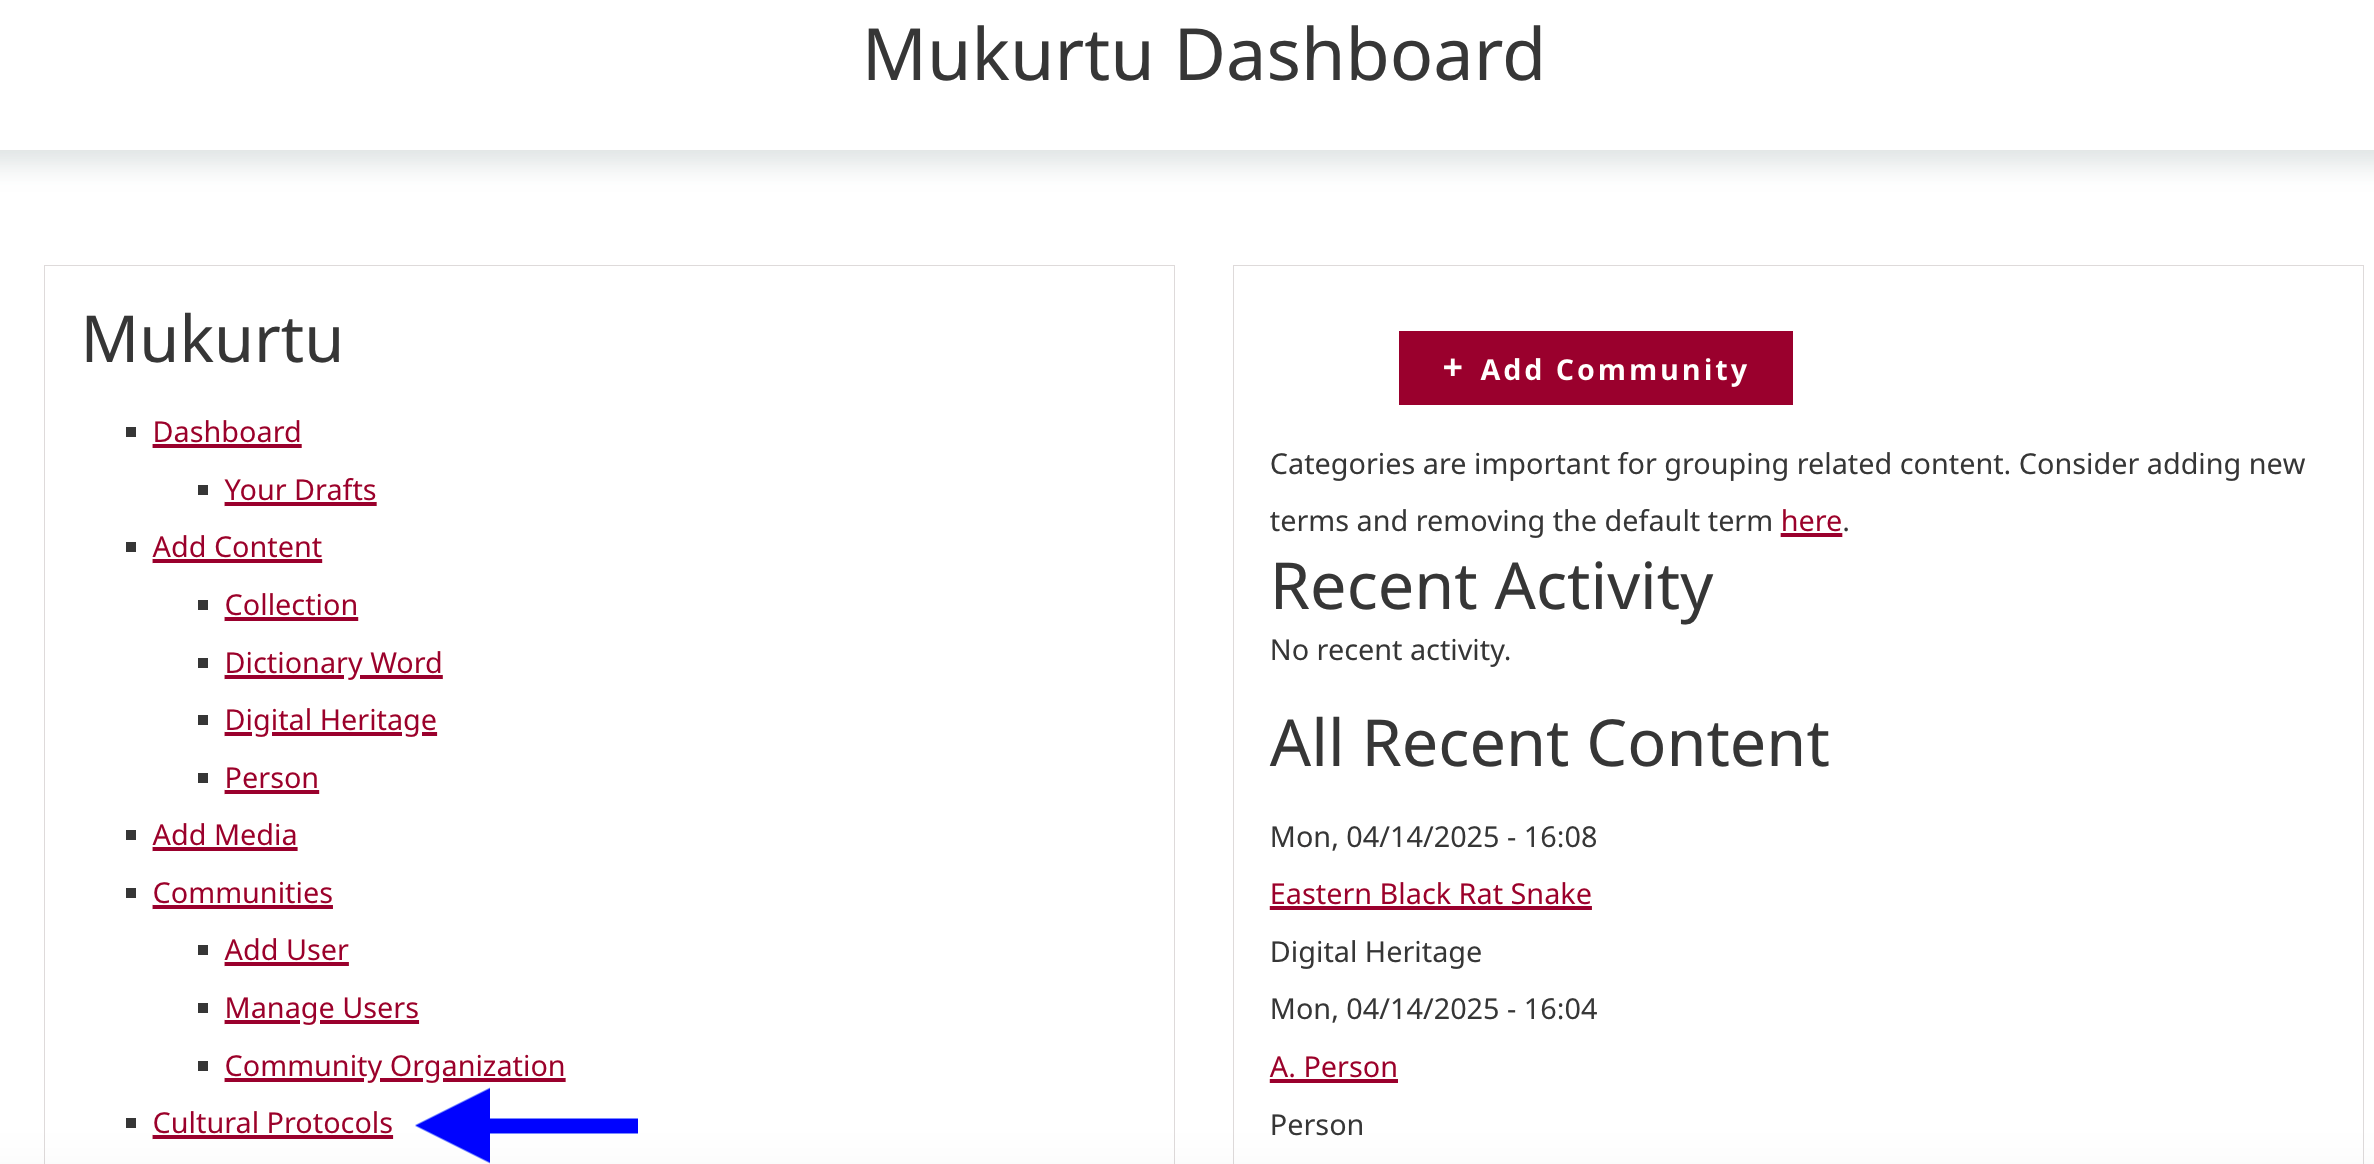 Mukurtu Dashboard
Mukurtu
Dashboard
Your Drafts
Add Content
Collection
Dictionary Word
Digital Heritage
Person
Add Media
Communities
Add User
Manage Users
Community Organization
Cultural Protocols
+ Add Community
Categories are important for grouping related content. Consider adding new
terms and removing the default term here.
Recent Activity
No recent activity.
All Recent Content
Mon, 04/14/2025 - 16:08
Eastern Black Rat Snake
Digital Heritage
Mon, 04/14/2025 - 16:04
A. Person
Person